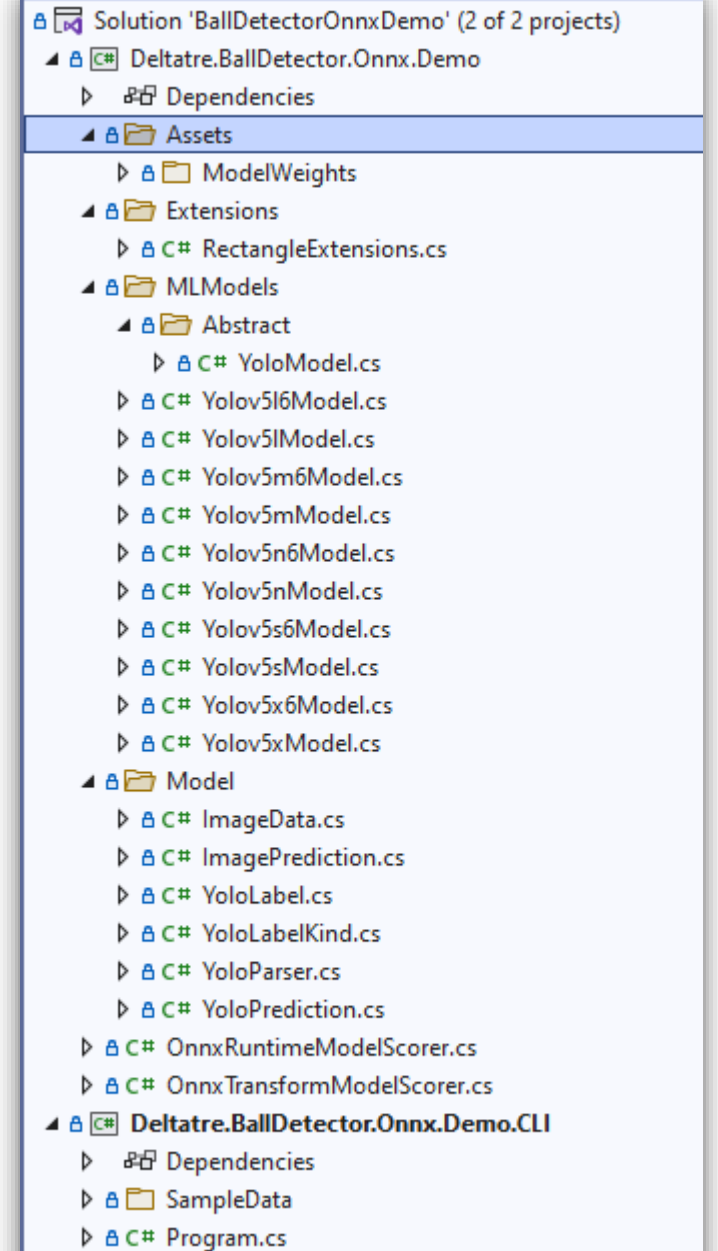 Solution 'BallDetectorOnnxDemo' (2 of 2 projects)
C# Deltatre.BallDetector.Onnx.Demo
Dependencies
Assets
ModelWeights
Extensions
C# RectangleExtensions.cs
MLModels
Abstract
C# YoloModel.cs
C# Yolov5l6Model.cs
C# Yolov5lModel.cs
C# Yolov5m6Model.cs
C# Yolov5mModel.cs
C# Yolov5n6Model.cs
C# Yolov5nModel.cs
C# Yolov5s6Model.cs
C# Yolov5sModel.cs
C# Yolov5x6Model.cs
C# Yolov5xModel.cs
Model
C# ImageData.cs
C# ImagePrediction.cs
C# YoloLabel.cs
C# YoloLabelKind.cs
C# YoloParser.cs
C# YoloPrediction.cs
C# OnnxRuntimeModelScorer.cs
C# OnnxTransformModelScorer.cs
C# Deltatre.BallDetector.Onnx.Demo.CLI
Dependencies
SampleData
C# Program.cs